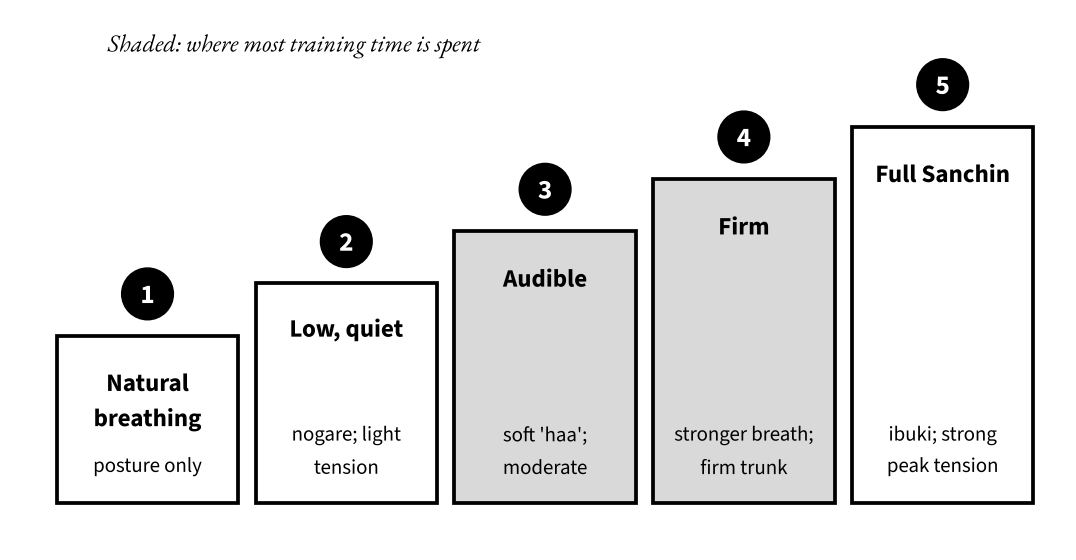 Shaded: where most training time is spent
1
Natural
breathing
posture only
2
Low, quiet
nogare; light
tension
3
Audible
soft 'haa';
moderate
4
Firm
stronger breath;
firm trunk
5
Full Sanchin
ibuki; strong
peak tension